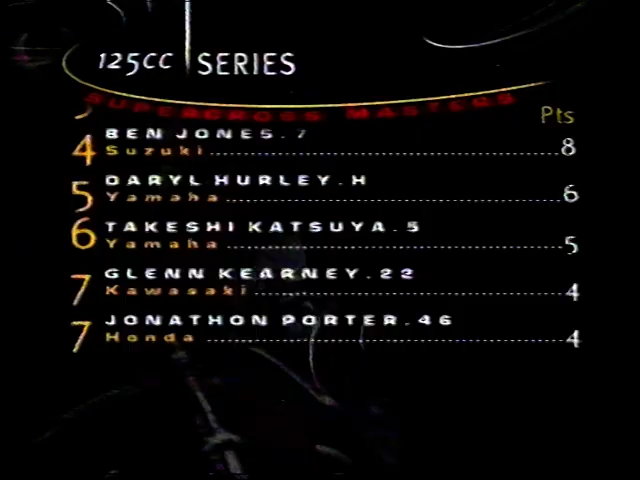 125CC SERIES
SUPERCROSS MASTERS
Pts
4 BEN JONES.7
Suzuki 8
5 DARYL HURLEY.H
Yamaha 6
6 TAKESHI KATSUYA.5
Yamaha 5
7 GLENN KEARNEY.22
Kawasaki 4
7 JONATHON PORTER.46
Honda 4